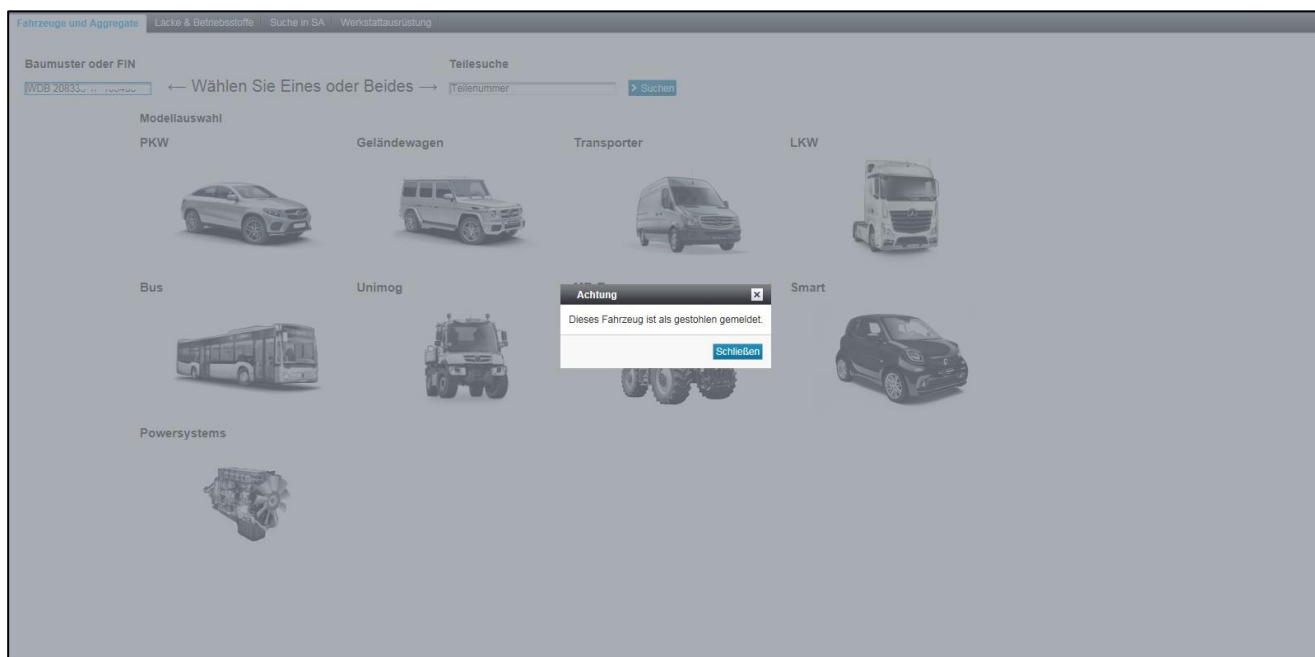 Fahrzeuge und Aggregate Lacke & Betriebsstoffe Suche in SA Werkstattausrüstung
Baumuster oder FIN Teilesuche
WDB ← Wählen Sie Eines oder Beides → Teilenummer Suchen
Modellauswahl
PKW Geländewagen Transporter LKW
Bus Unimog Smart
Achtung
Dieses Fahrzeug ist als gestohlen gemeldet.
Schließen
Powersystems